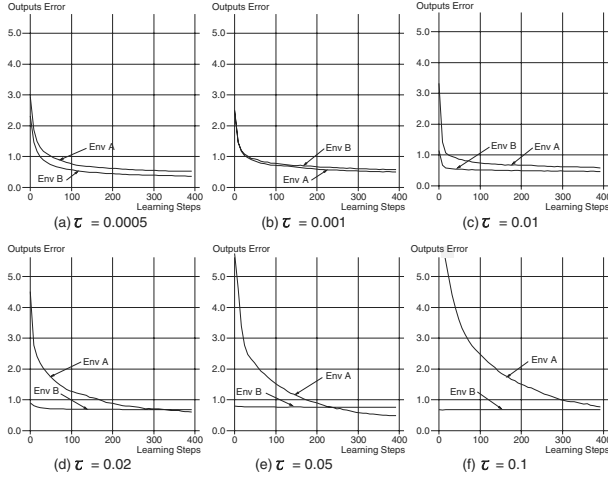 Outputs Error
Outputs Error
Outputs Error
5.0
4.0
3.0
2.0
1.0
0.0
Env A
Env B
0
100
200
300
400
Learning Steps
(a) τ = 0.0005
5.0
4.0
3.0
2.0
1.0
0.0
Env B
Env A
0
100
200
300
400
Learning Steps
(b) τ = 0.001
5.0
4.0
3.0
2.0
1.0
0.0
Env B
Env A
0
100
200
300
400
Learning Steps
(c) τ = 0.01
Outputs Error
Outputs Error
Outputs Error
5.0
4.0
3.0
2.0
1.0
0.0
Env A
Env B
0
100
200
300
400
Learning Steps
(d) τ = 0.02
5.0
4.0
3.0
2.0
1.0
0.0
Env A
Env B
0
100
200
300
400
Learning Steps
(e) τ = 0.05
5.0
4.0
3.0
2.0
1.0
0.0
Env A
Env B
0
100
200
300
400
Learning Steps
(f) τ = 0.1